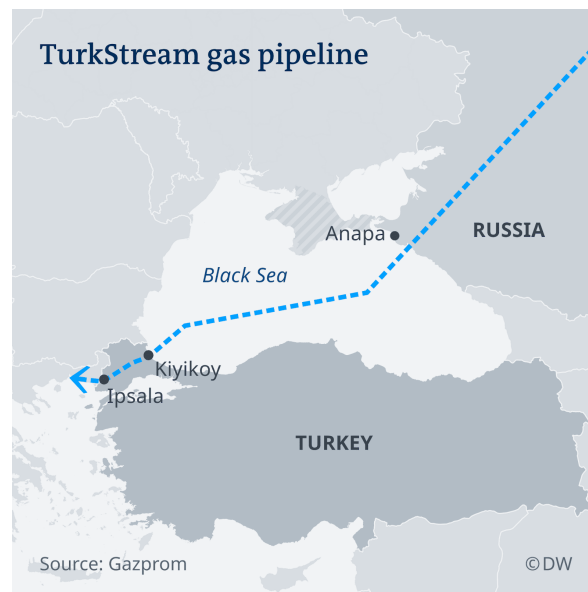 TurkStream gas pipeline
Anapa
RUSSIA
Black Sea
Kiyikoy
Ipsala
TURKEY
Source: Gazprom
©DW